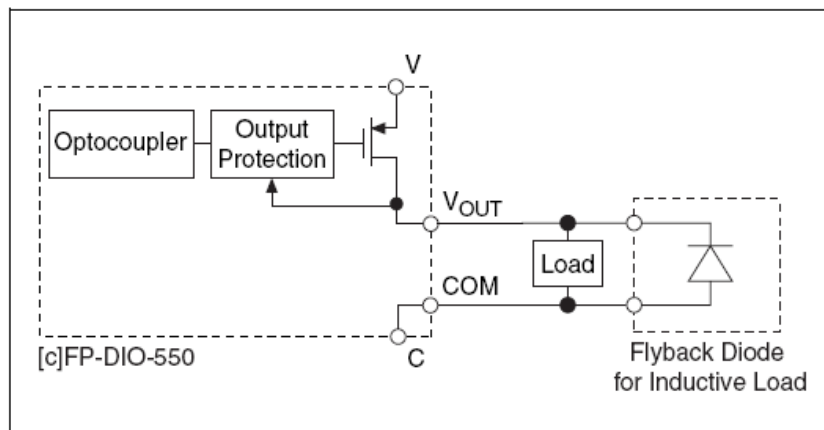 V
Optocoupler
Output
Protection
VOUT
Load
COM
[c]FP-DIO-550
C
Flyback Diode
for Inductive Load